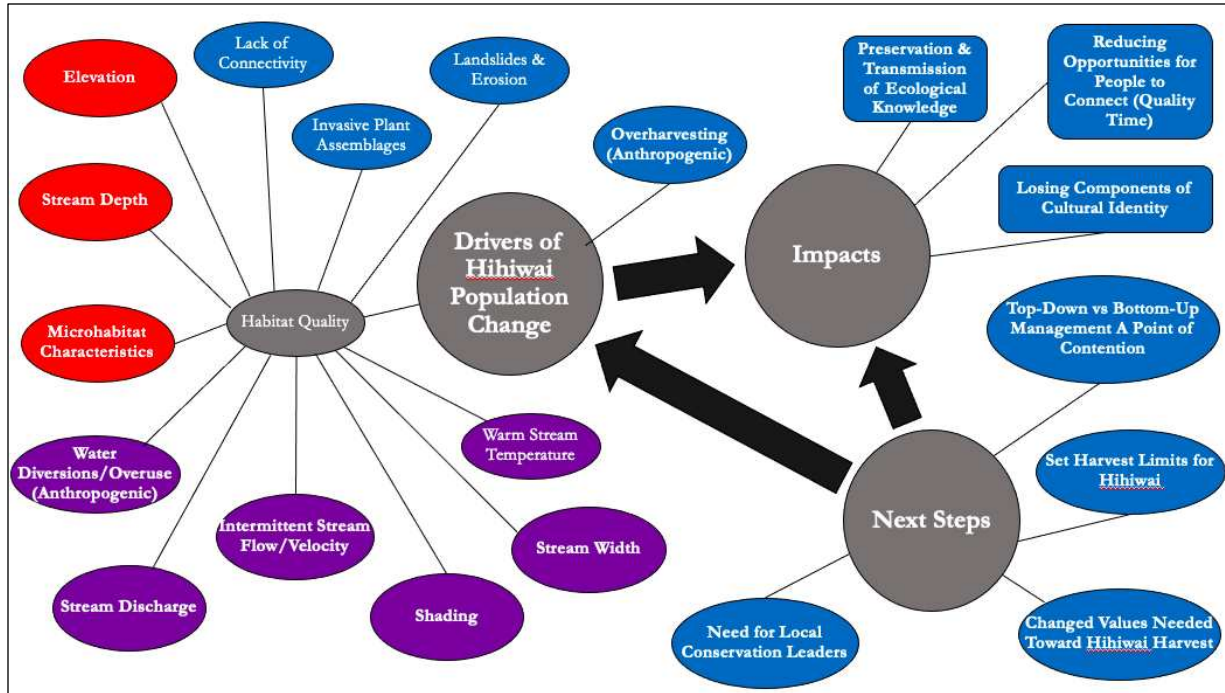 Elevation
Lack of
Connectivity
Landslides &
Erosion
Invasive Plant
Assemblages
Overharvesting
(Anthropogenic)
Preservation &
Transmission
of Ecological
Knowledge
Reducing
Opportunities for
People to
Connect (Quality
Time)
Stream Depth
Losing Components of
Cultural Identity
Drivers of
Hihiwai
Population
Change
Impacts
Habitat Quality
Microhabitat
Characteristics
Top-Down vs Bottom-Up
Management A Point of
Contention
Water
Diversions/Overuse
(Anthropogenic)
Warm Stream
Temperature
Set Harvest Limits for
Hihiwai
Intermittent Stream
Flow/Velocity
Stream Width
Next Steps
Stream Discharge
Shading
Need for Local
Conservation Leaders
Changed Values Needed
Toward Hihiwai Harvest